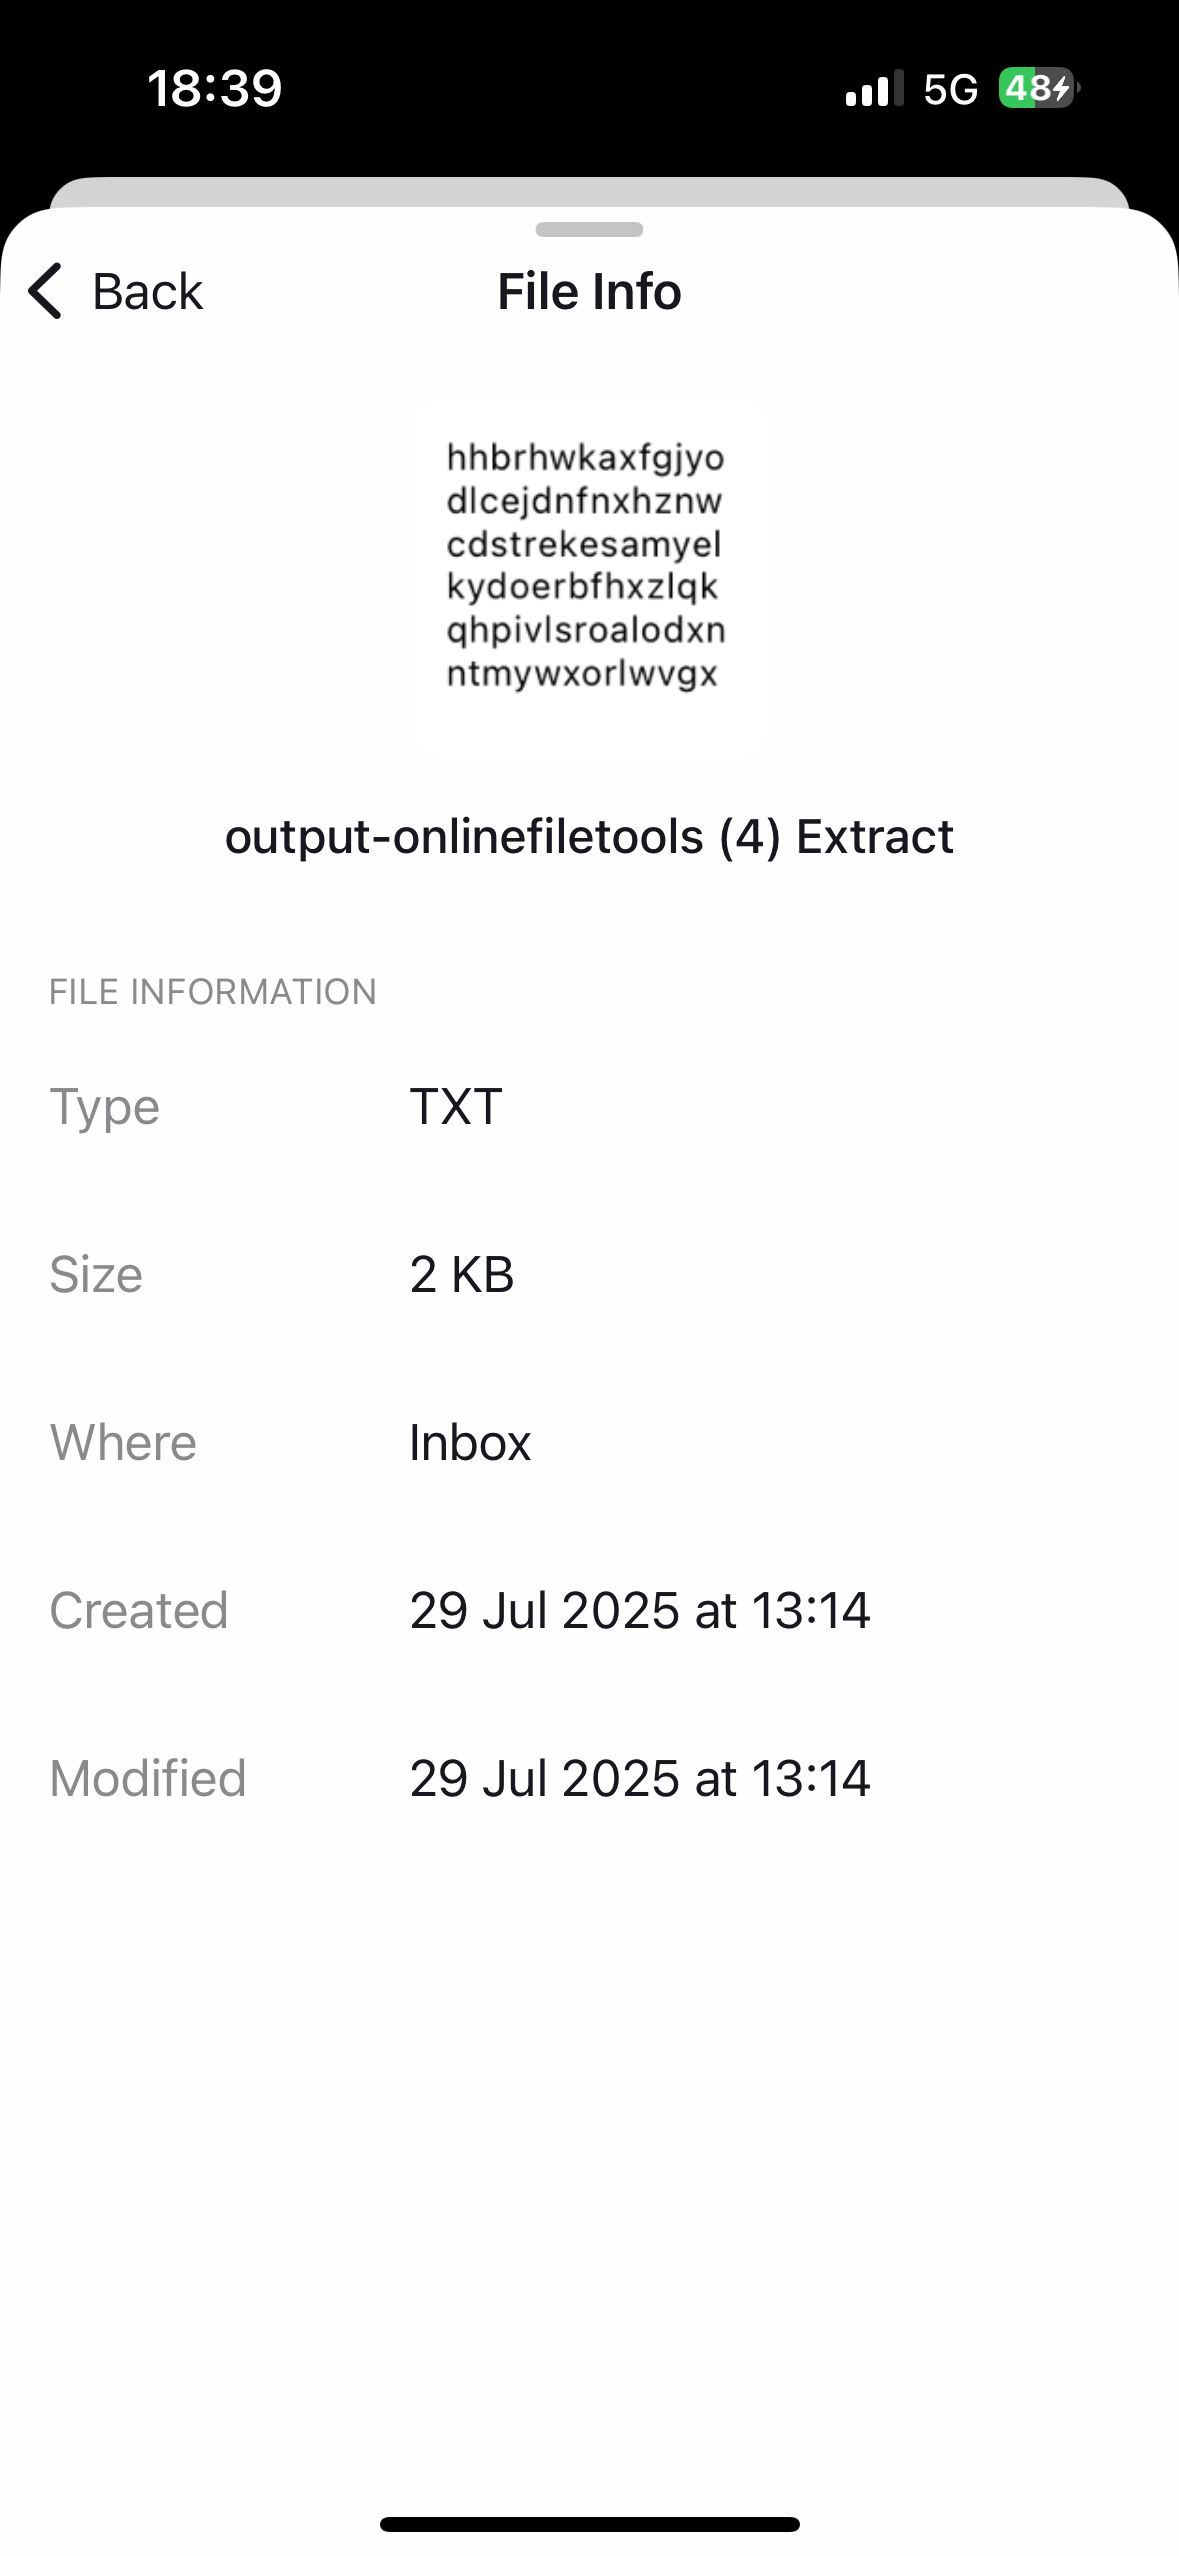 18:39 5G 48
Back File Info
hhbrhwkaxfgjyo
dlcejdnfnxhznw
cdstrekesamyel
kydoerbfhxzlqk
qhpivlsroalodxn
ntmywxorlwvgx
output-onlinefiletools (4) Extract
FILE INFORMATION
Type TXT
Size 2 KB
Where Inbox
Created 29 Jul 2025 at 13:14
Modified 29 Jul 2025 at 13:14